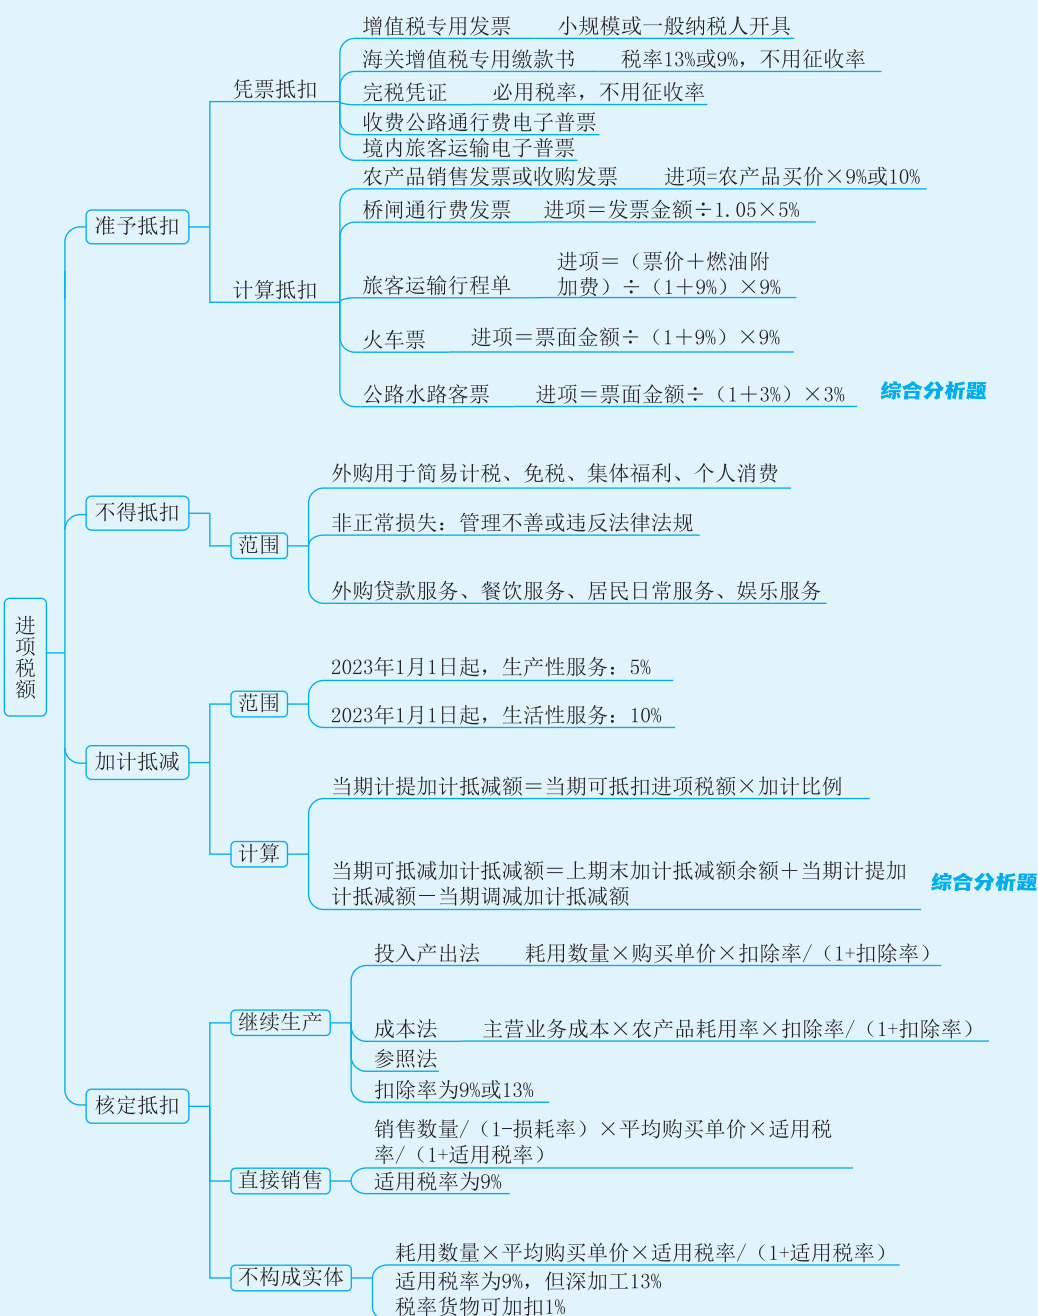 进项税额
准予抵扣
凭票抵扣
增值税专用发票 小规模或一般纳税人开具
海关增值税专用缴款书 税率13%或9%，不用征收率
完税凭证 必用税率，不用征收率
收费公路通行费电子普票
境内旅客运输电子普票
计算抵扣
农产品销售发票或收购发票 进项=农产品买价×9%或10%
桥闸通行费发票 进项＝发票金额÷1.05×5%
旅客运输行程单 进项＝（票价＋燃油附
加费）÷（1＋9%）×9%
火车票 进项＝票面金额÷（1＋9%）×9%
公路水路客票 进项＝票面金额÷（1＋3%）×3%
综合分析题
不得抵扣
范围
外购用于简易计税、免税、集体福利、个人消费
非正常损失：管理不善或违反法律法规
外购贷款服务、餐饮服务、居民日常服务、娱乐服务
加计抵减
范围
2023年1月1日起，生产性服务：5%
2023年1月1日起，生活性服务：10%
计算
当期计提加计抵减额＝当期可抵扣进项税额×加计比例
当期可抵减加计抵减额＝上期末加计抵减额余额＋当期计提加
计抵减额－当期调减加计抵减额
综合分析题
核定抵扣
继续生产
投入产出法 耗用数量×购买单价×扣除率/（1+扣除率）
成本法 主营业务成本×农产品耗用率×扣除率/（1+扣除率）
参照法
扣除率为9%或13%
直接销售
销售数量/（1-损耗率）×平均购买单价×适用税
率/（1+适用税率）
适用税率为9%
不构成实体
耗用数量×平均购买单价×适用税率/（1+适用税率）
适用税率为9%，但深加工13%
税率货物可加扣1%